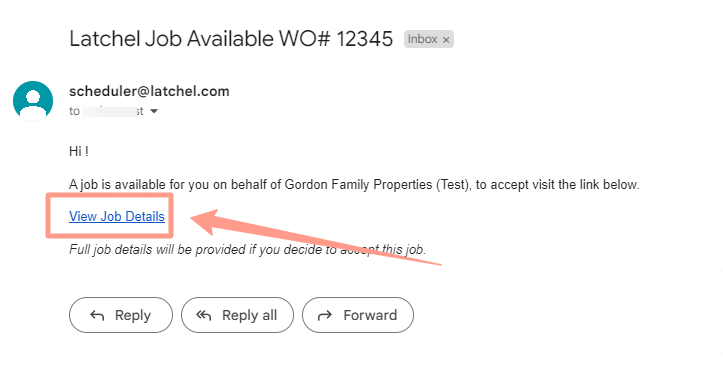 Latchel Job Available WO# 12345 Inbox ×
scheduler@latchel.com
to
Hi !
A job is available for you on behalf of Gordon Family Properties (Test), to accept visit the link below.
View Job Details
Full job details will be provided if you decide to accept this job.
Reply Reply all Forward